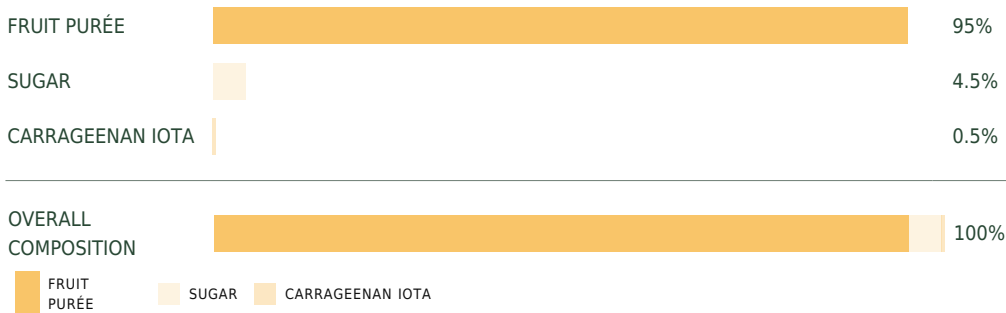 FRUIT PURÉE 95%
SUGAR 4.5%
CARRAGEENAN IOTA 0.5%
OVERALL
COMPOSITION 100%
FRUIT
PURÉE
SUGAR
CARRAGEENAN IOTA